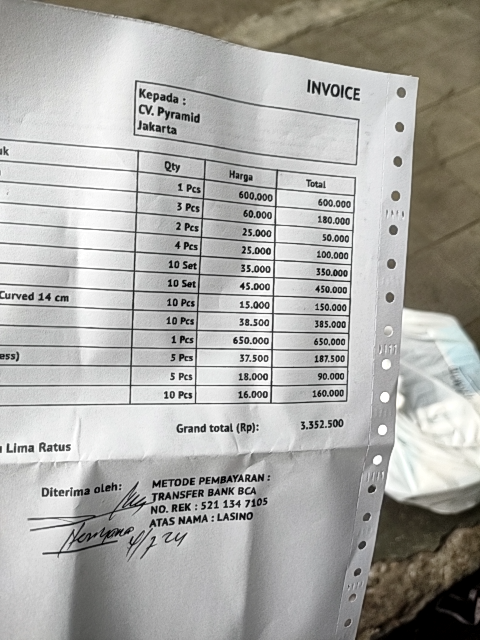 INVOICE
Kepada :
CV. Pyramid
Jakarta
uk Qty Harga Total
1 Pcs 600.000 600.000
3 Pcs 60.000 180.000
2 Pcs 25.000 50.000
4 Pcs 25.000 100.000
10 Set 35.000 350.000
10 Set 45.000 450.000
Curved 14 cm 10 Pcs 15.000 150.000
10 Pcs 38.500 385.000
1 Pcs 650.000 650.000
ess) 5 Pcs 37.500 187.500
5 Pcs 18.000 90.000
10 Pcs 16.000 160.000
Grand total (Rp): 3.352.500
Lima Ratus
Diterima oleh:
METODE PEMBAYARAN :
TRANSFER BANK BCA
NO. REK : 521 134 7105
ATAS NAMA : LASINO